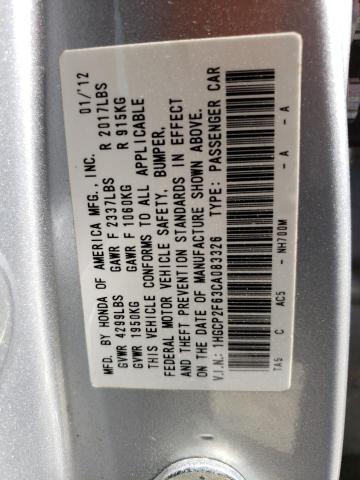 MFD. BY HONDA OF AMERICA MFG., INC. 01/'12
GVWR 4299LBS GAWR F 2337LBS R 2017LBS
GVWR 1950KG GAWR F 1060KG R 915KG
THIS VEHICLE CONFORMS TO ALL APPLICABLE
FEDERAL MOTOR VEHICLE SAFETY, BUMPER,
AND THEFT PREVENTION STANDARDS IN EFFECT
ON THE DATE OF MANUFACTURE SHOWN ABOVE.
V.I.N.: 1HGCP2F63CA083326 TYPE: PASSENGER CAR
TA5 C AC5 - NH700M - A - A